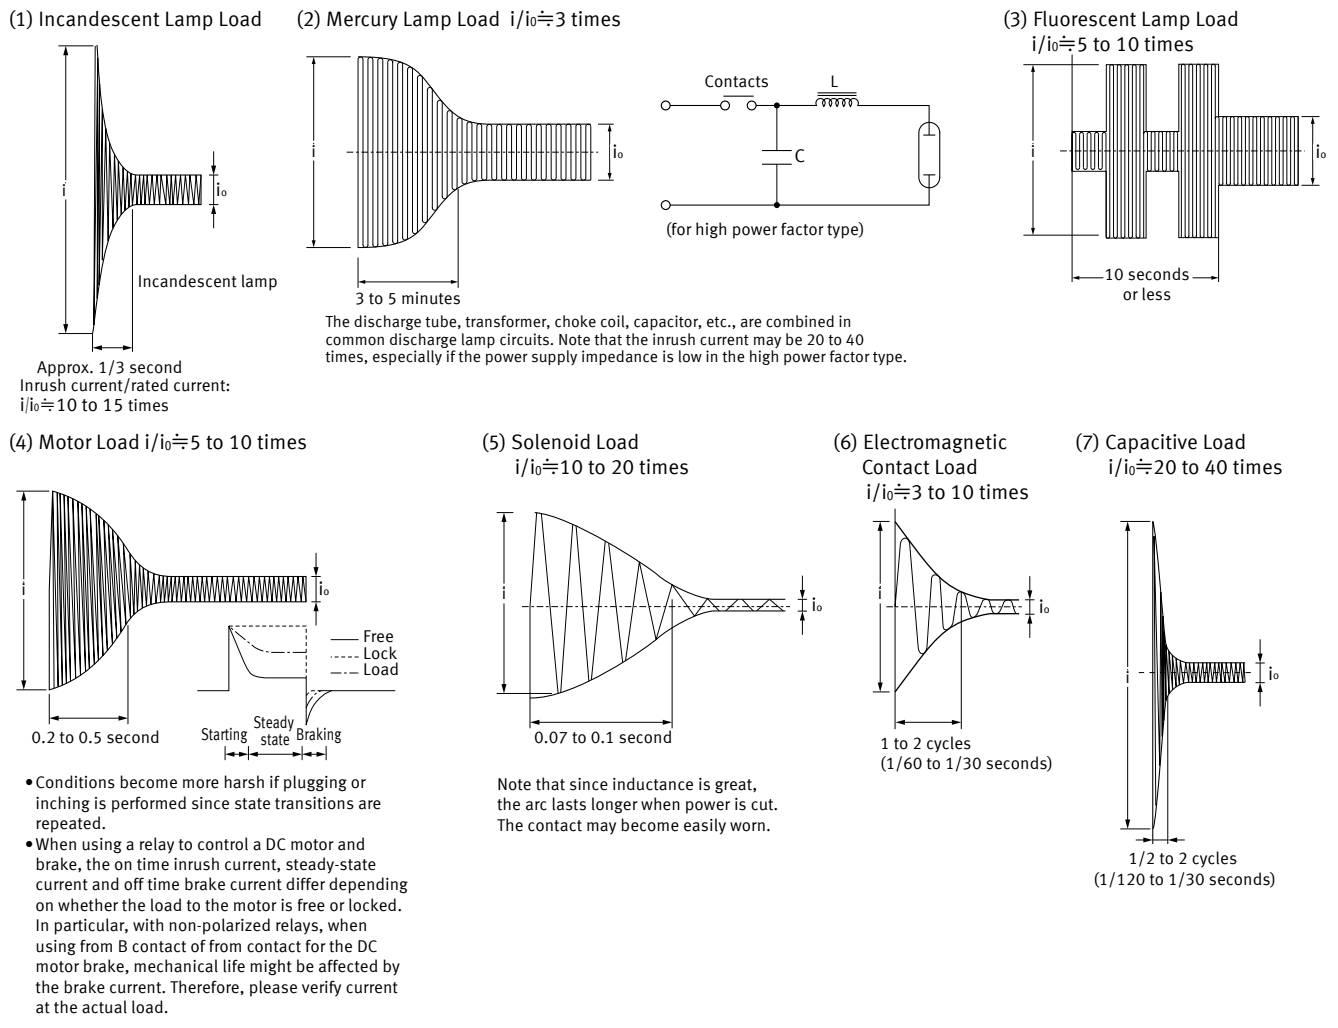 (1) Incandescent Lamp Load
i
i₀
Incandescent lamp
Approx. 1/3 second
Inrush current/rated current:
i/i₀≒10 to 15 times
(2) Mercury Lamp Load i/i₀≒3 times
i
i₀
3 to 5 minutes
Contacts
L
C
(for high power factor type)
The discharge tube, transformer, choke coil, capacitor, etc., are combined in
common discharge lamp circuits. Note that the inrush current may be 20 to 40
times, especially if the power supply impedance is low in the high power factor type.
(3) Fluorescent Lamp Load
i/i₀≒5 to 10 times
i
i₀
10 seconds
or less
(4) Motor Load i/i₀≒5 to 10 times
i
i₀
0.2 to 0.5 second
Free
Lock
Load
Starting
Steady
state
Braking
• Conditions become more harsh if plugging or
inching is performed since state transitions are
repeated.
• When using a relay to control a DC motor and
brake, the on time inrush current, steady-state
current and off time brake current differ depending
on whether the load to the motor is free or locked.
In particular, with non-polarized relays, when
using from B contact of from contact for the DC
motor brake, mechanical life might be affected by
the brake current. Therefore, please verify current
at the actual load.
(5) Solenoid Load
i/i₀≒10 to 20 times
i
i₀
0.07 to 0.1 second
Note that since inductance is great,
the arc lasts longer when power is cut.
The contact may become easily worn.
(6) Electromagnetic
Contact Load
i/i₀≒3 to 10 times
i
i₀
1 to 2 cycles
(1/60 to 1/30 seconds)
(7) Capacitive Load
i/i₀≒20 to 40 times
i
i₀
1/2 to 2 cycles
(1/120 to 1/30 seconds)